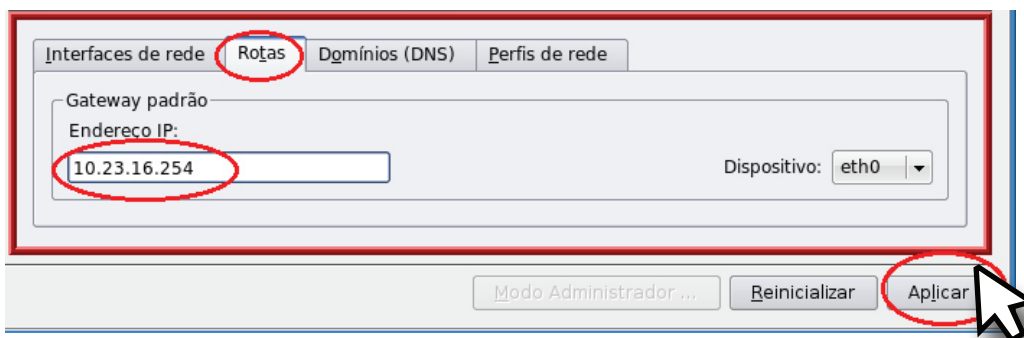 Interfaces de rede Rotas Domínios (DNS) Perfis de rede
Gateway padrão
Endereço IP:
10.23.16.254 Dispositivo: eth0
Modo Administrador ... Reinicializar Aplicar